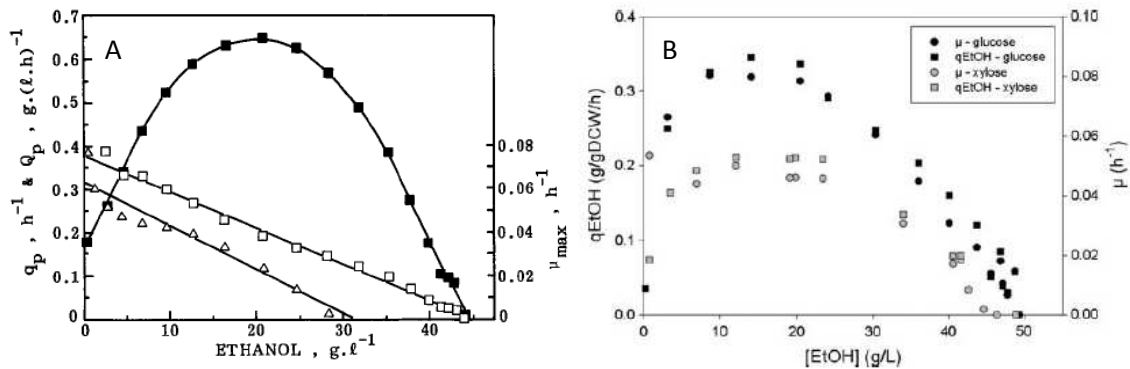 A
q_p , h⁻¹ & Q_p , g.(ℓ.h)⁻¹
0.7
0.6
0.5
0.4
0.3
0.2
0.1
0
0.08
0.06
0.04
0.02
0
μ_max , h⁻¹
0 10 20 30 40
ETHANOL , g.ℓ⁻¹
B
qEtOH (g/gDCW/h)
0.4
0.3
0.2
0.1
0.0
μ - glucose
qEtOH - glucose
μ - xylose
qEtOH - xylose
0.10
0.08
0.06
0.04
0.02
0.00
μ (h⁻¹)
0 10 20 30 40 50
[EtOH] (g/L)